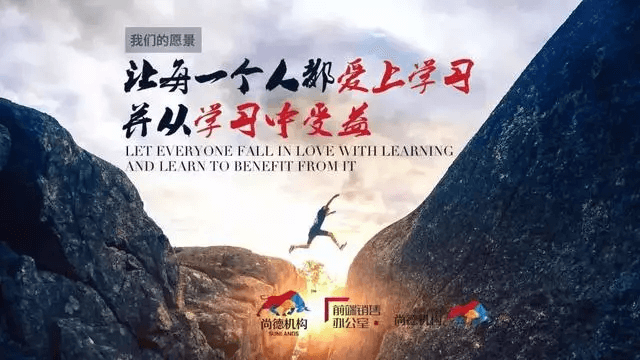 我们的愿景
让每一个人都爱上学习
并从学习中受益
LET EVERYONE FALL IN LOVE WITH LEARNING
AND LEARN TO BENEFIT FROM IT
TM
尚德机构
SUNLANDS
前端销售
办公室
尚德机构